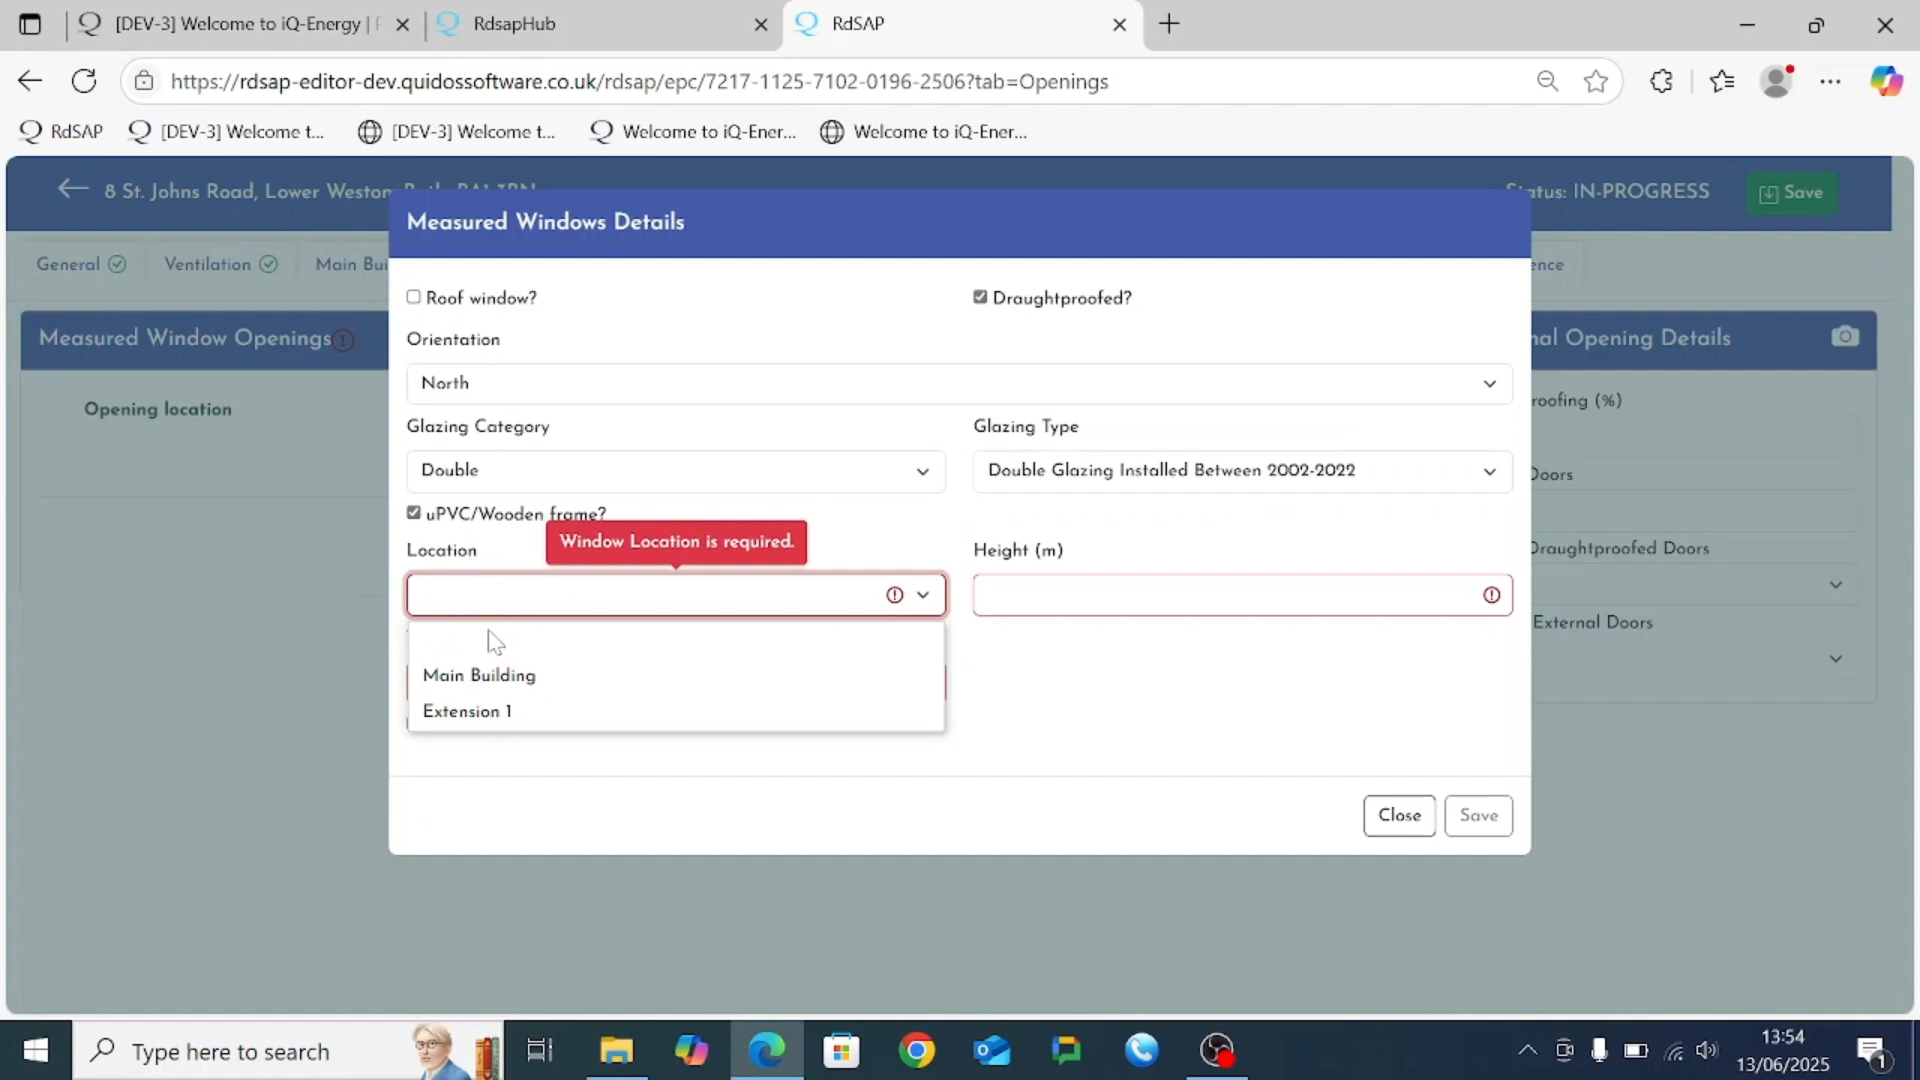 [DEV-3] Welcome to iQ-Energy |
RdsapHub
RdSAP
https://rdsap-editor-dev.quidossoftware.co.uk/rdsap/epc/7217-1125-7102-0196-2506?tab=Openings
RdSAP
[DEV-3] Welcome t...
[DEV-3] Welcome t...
Welcome to iQ-Ener...
Welcome to iQ-Ener...
8 St. Johns Road, Lower Weston,
Status: IN-PROGRESS
Save
General
Ventilation
Main Bui
ence
Measured Windows Details
Roof window?
Draughtproofed?
Measured Window Openings
nal Opening Details
Orientation
North
Opening location
roofing (%)
Glazing Category
Glazing Type
Double
Double Glazing Installed Between 2002-2022
Doors
uPVC/Wooden frame?
Window Location is required.
Location
Height (m)
Draughtproofed Doors
External Doors
Main Building
Extension 1
Close
Save
Type here to search
13:54
13/06/2025
1